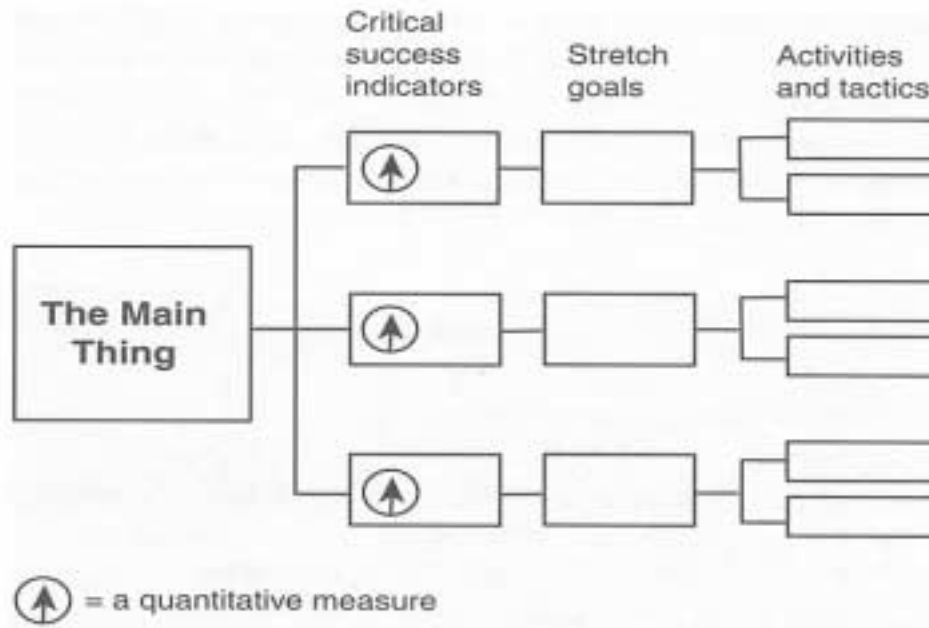 Critical
success
indicators
Stretch
goals
Activities
and tactics
The Main
Thing
= a quantitative measure